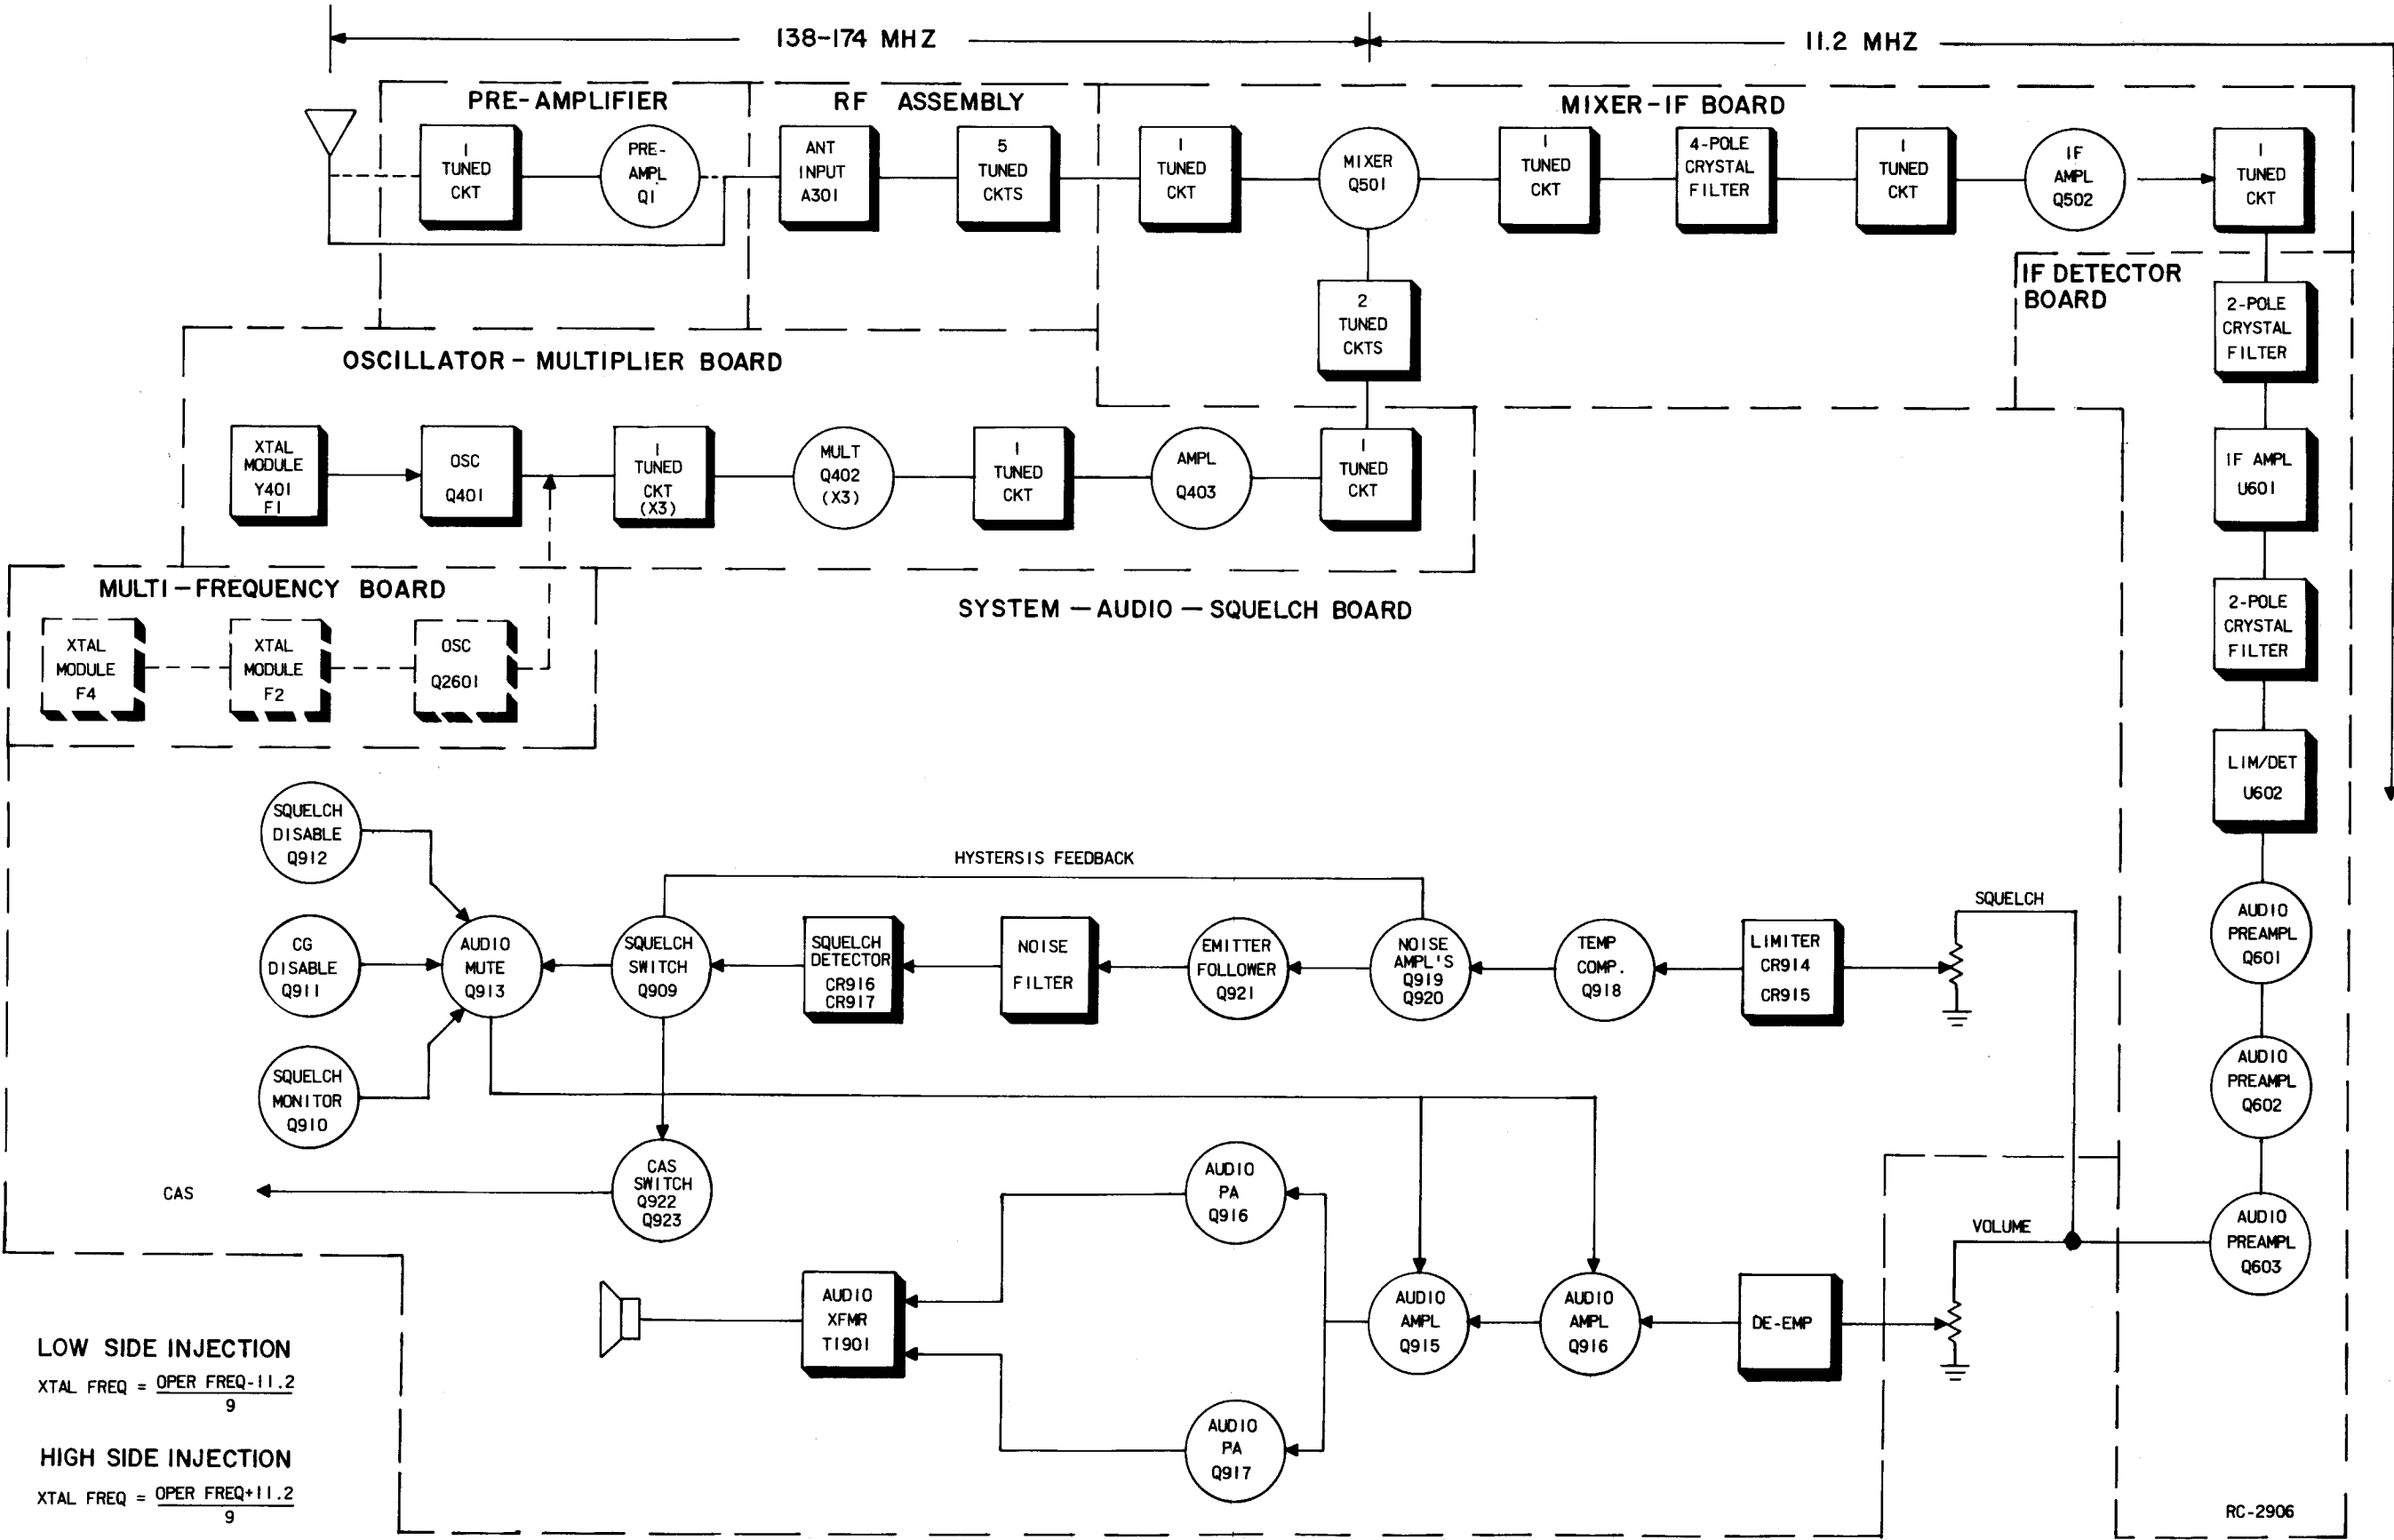 138-174 MHZ
11.2 MHZ
PRE-AMPLIFIER
RF ASSEMBLY
MIXER-IF BOARD
1
TUNED
CKT
PRE-
AMPL
Q1
ANT
INPUT
A301
5
TUNED
CKTS
1
TUNED
CKT
MIXER
Q501
1
TUNED
CKT
4-POLE
CRYSTAL
FILTER
1
TUNED
CKT
IF
AMPL
Q502
1
TUNED
CKT
IF DETECTOR
BOARD
2
TUNED
CKTS
2-POLE
CRYSTAL
FILTER
OSCILLATOR - MULTIPLIER BOARD
XTAL
MODULE
Y401
F1
OSC
Q401
1
TUNED
CKT
(X3)
MULT
Q402
(X3)
1
TUNED
CKT
AMPL
Q403
1
TUNED
CKT
IF AMPL
U601
MULTI-FREQUENCY BOARD
SYSTEM - AUDIO - SQUELCH BOARD
XTAL
MODULE
F4
XTAL
MODULE
F2
OSC
Q2601
2-POLE
CRYSTAL
FILTER
LIM/DET
U602
SQUELCH
DISABLE
Q912
HYSTERSIS FEEDBACK
SQUELCH
CG
DISABLE
Q911
AUDIO
MUTE
Q913
SQUELCH
SWITCH
Q909
SQUELCH
DETECTOR
CR916
CR917
NOISE
FILTER
EMITTER
FOLLOWER
Q921
NOISE
AMPL'S
Q919
Q920
TEMP
COMP.
Q918
LIMITER
CR914
CR915
AUDIO
PREAMPL
Q601
SQUELCH
MONITOR
Q910
AUDIO
PREAMPL
Q602
CAS
CAS
SWITCH
Q922
Q923
AUDIO
PA
Q916
VOLUME
AUDIO
PREAMPL
Q603
AUDIO
XFMR
T1901
AUDIO
AMPL
Q915
AUDIO
AMPL
Q916
DE-EMP
AUDIO
PA
Q917
LOW SIDE INJECTION
XTAL FREQ = OPER FREQ-11.2
9
HIGH SIDE INJECTION
XTAL FREQ = OPER FREQ+11.2
9
RC-2906